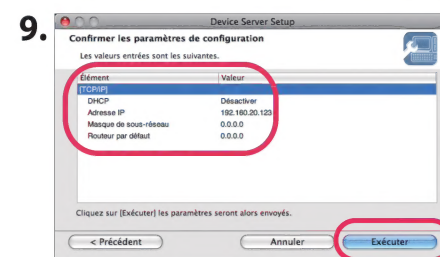 9.
Device Server Setup
Confirmer les paramètres de configuration
Les valeurs entrées sont les suivantes.
Élément Valeur
[TCP/IP]
DHCP Désactiver
Adresse IP 192.160.20.123
Masque de sous-réseau 0.0.0.0
Routeur par défaut 0.0.0.0
Cliquez sur [Exécuter] les paramètres seront alors envoyés.
< Précédent Annuler Exécuter